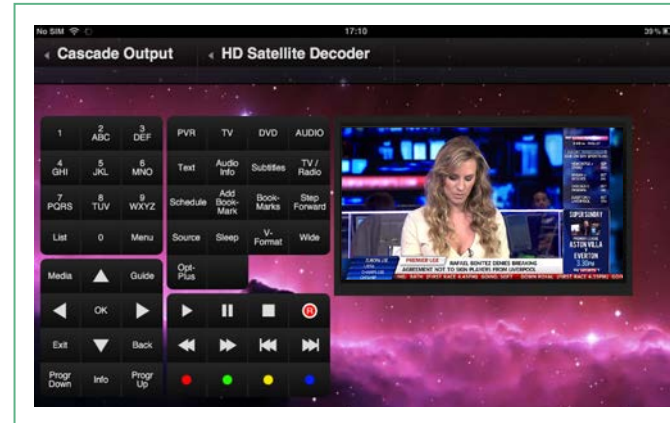 No SIM 17:10 39%
Cascade Output HD Satellite Decoder
1 2 3 PVR TV DVD AUDIO
ABC DEF
4 5 6 Text Audio Subtitles TV /
GHI JKL MNO Info Radio
7 8 9 Schedule Add Book- Step
PQRS TUV WXYZ Book- Marks Forward
Mark
List 0 Menu Source Sleep V- Wide
Format
Media Guide Opt-
Plus
OK
R
Exit Back
Progr Info Progr
Down Up
SUPER SUNDAY
ASTON VILLA
V
EVERTON
3.30PM
PREMIER LGE RAFAEL BENITEZ DENIES BREAKING
AGREEMENT NOT TO SIGN PLAYERS FROM LIVERPOOL